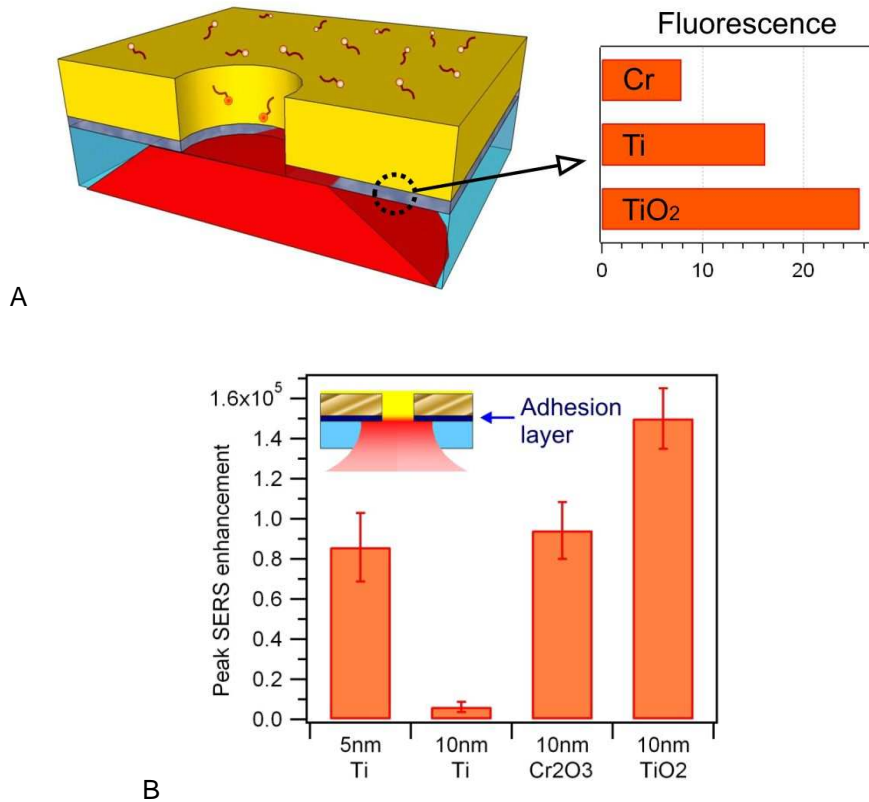 Fluorescence
Cr
Ti
TiO2
0 10 20
A
1.6x10^5
1.4
1.2
1.0
0.8
0.6
0.4
0.2
0.0
Peak SERS enhancement
Adhesion
layer
5nm 10nm 10nm 10nm
Ti Ti Cr2O3 TiO2
B